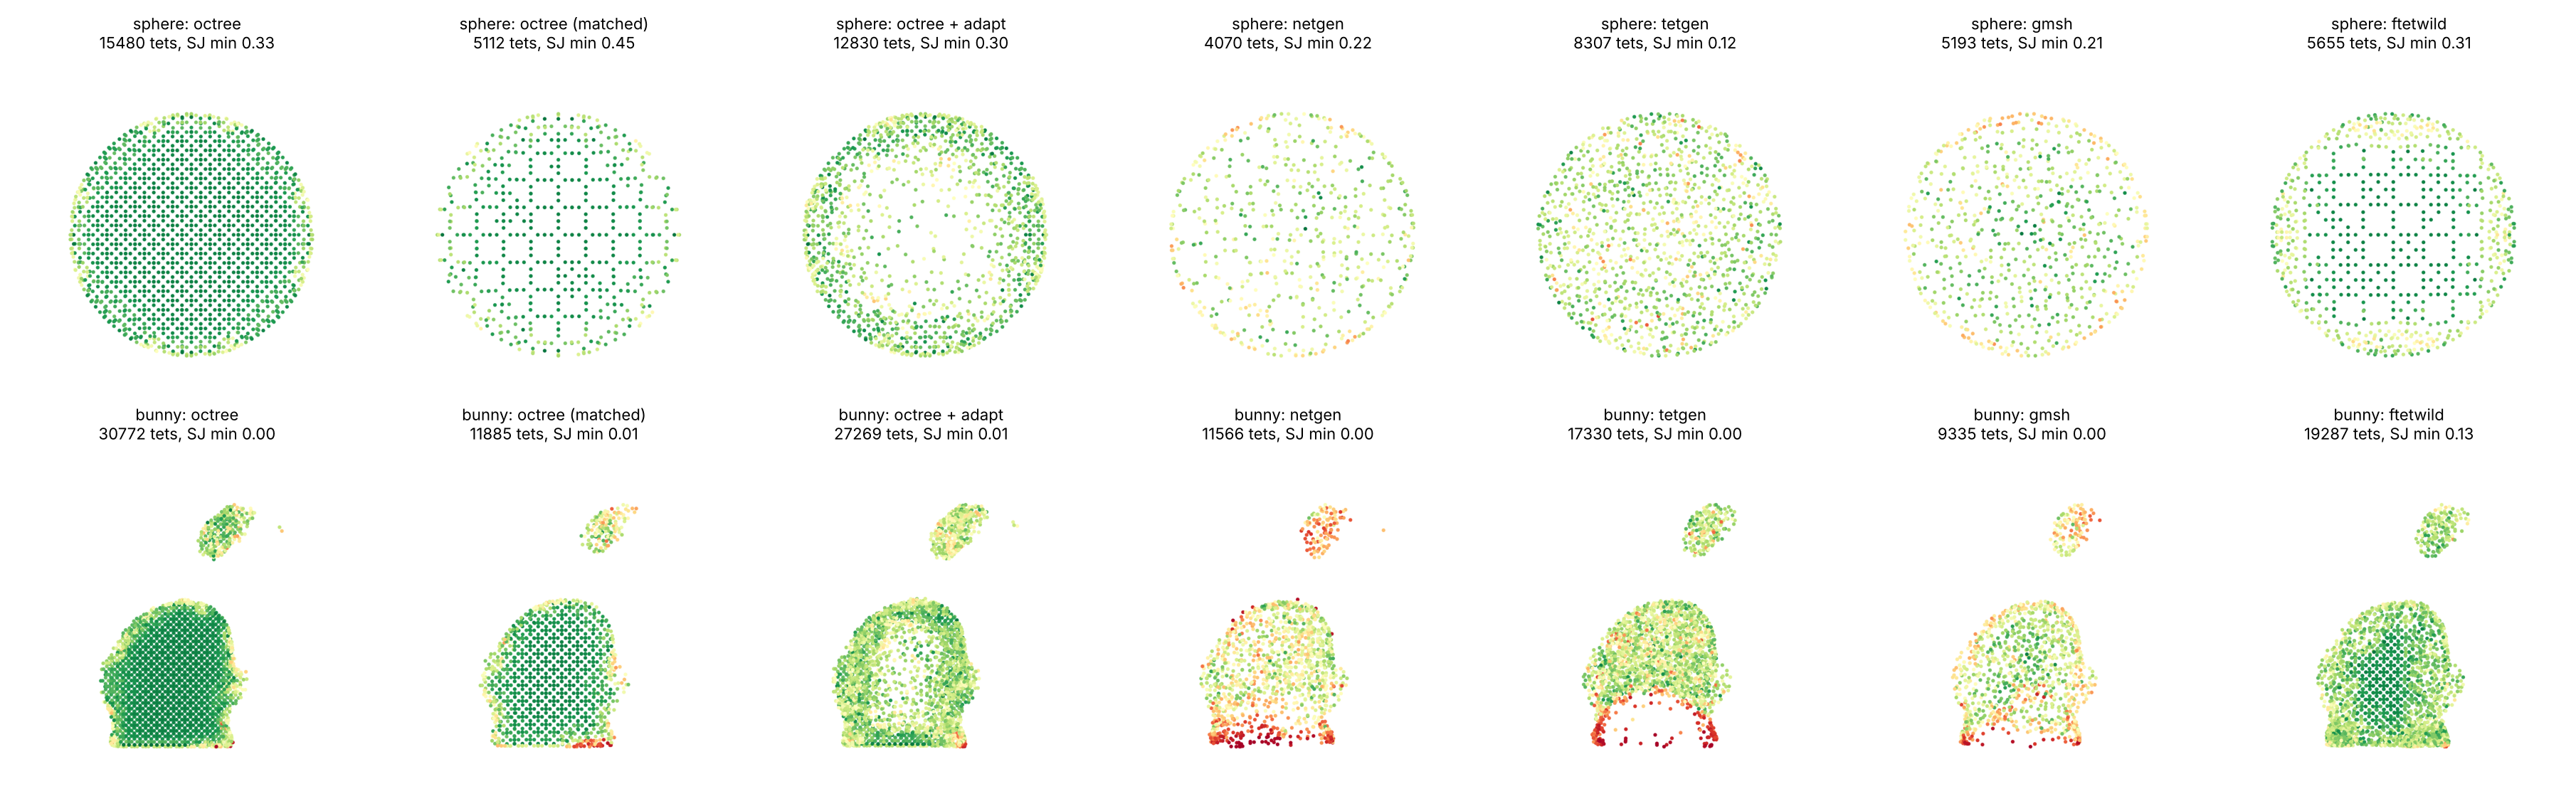 sphere: octree
15480 tets, SJ min 0.33
sphere: octree (matched)
5112 tets, SJ min 0.45
sphere: octree + adapt
12830 tets, SJ min 0.30
sphere: netgen
4070 tets, SJ min 0.22
sphere: tetgen
8307 tets, SJ min 0.12
sphere: gmsh
5193 tets, SJ min 0.21
sphere: ftetwild
5655 tets, SJ min 0.31
bunny: octree
30772 tets, SJ min 0.00
bunny: octree (matched)
11885 tets, SJ min 0.01
bunny: octree + adapt
27269 tets, SJ min 0.01
bunny: netgen
11566 tets, SJ min 0.00
bunny: tetgen
17330 tets, SJ min 0.00
bunny: gmsh
9335 tets, SJ min 0.00
bunny: ftetwild
19287 tets, SJ min 0.13